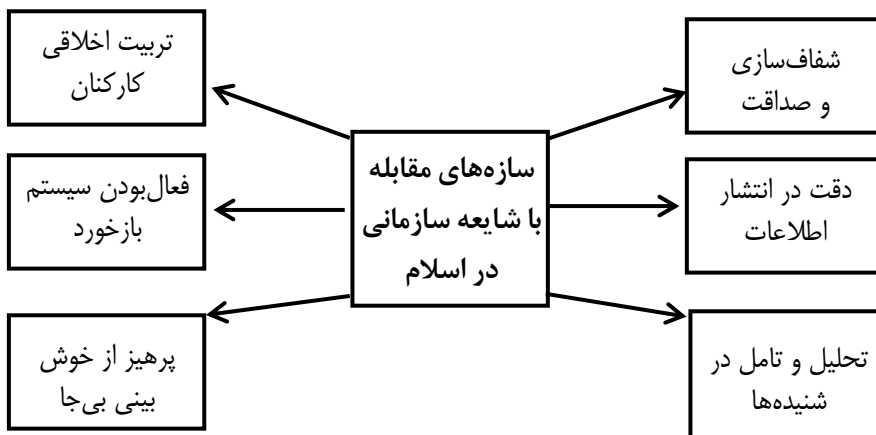 شفاف‌سازی
و صداقت
دقت در انتشار
اطلاعات
تحلیل و تامل در
شنیده‌ها
سازه‌های مقابله
با شایعه سازمانی
در اسلام
تربیت اخلاقی
کارکنان
فعال‌بودن سیستم
بازخورد
پرهیز از خوش
بینی بی‌جا